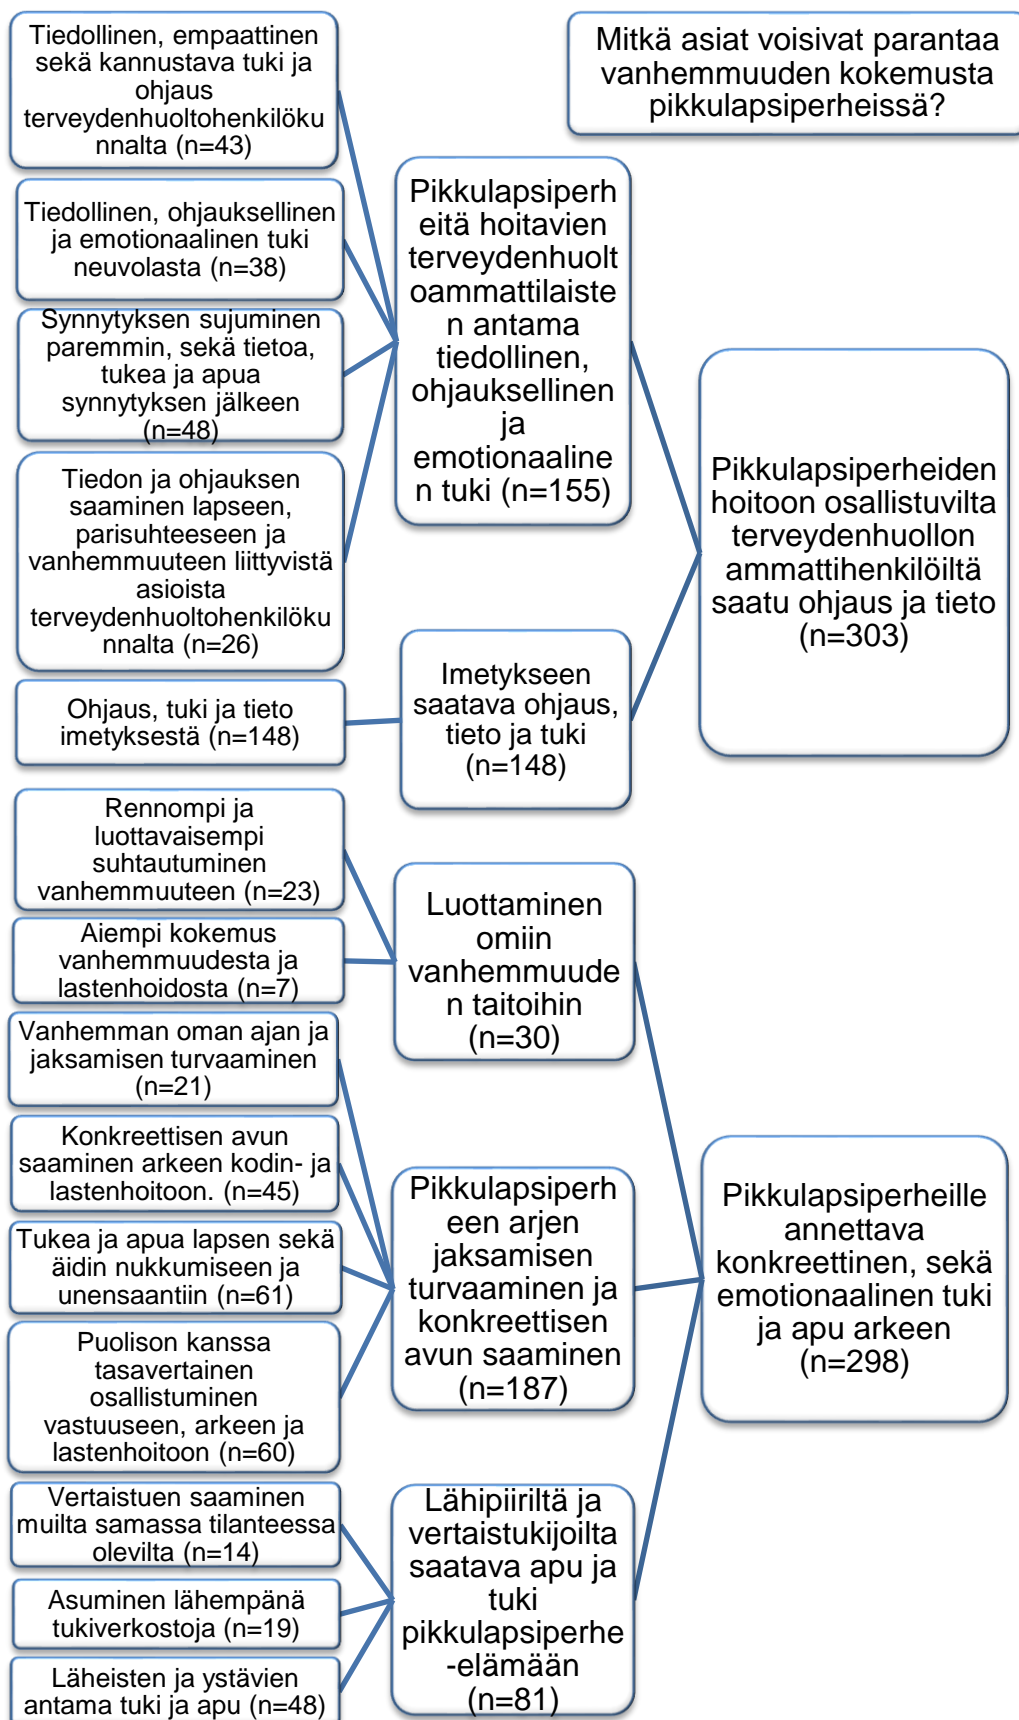 Mitkä asiat voisivat parantaa
vanhemmuuden kokemusta
pikkulapsiperheissä?
Tiedollinen, empaattinen
sekä kannustava tuki ja
ohjaus
terveydenhuoltohenkilöku
nnalta (n=43)
Tiedollinen, ohjauksellinen
ja emotionaalinen tuki
neuvolasta (n=38)
Synnytyksen sujuminen
paremmin, sekä tietoa,
tukea ja apua
synnytyksen jälkeen
(n=48)
Tiedon ja ohjauksen
saaminen lapseen,
parisuhteeseen ja
vanhemmuuteen liittyvistä
asioista
terveydenhuoltohenkilöku
nnalta (n=26)
Ohjaus, tuki ja tieto
imetyksestä (n=148)
Rennompi ja
luottavaisempi
suhtautuminen
vanhemmuuteen (n=23)
Aiempi kokemus
vanhemmuudesta ja
lastenhoidosta (n=7)
Vanhemman oman ajan ja
jaksamisen turvaaminen
(n=21)
Konkreettisen avun
saaminen arkeen kodin- ja
lastenhoitoon. (n=45)
Tukea ja apua lapsen sekä
äidin nukkumiseen ja
unensaantiin (n=61)
Puolison kanssa
tasavertainen
osallistuminen
vastuuseen, arkeen ja
lastenhoitoon (n=60)
Vertaistuen saaminen
muilta samassa tilanteessa
olevilta (n=14)
Asuminen lähempänä
tukiverkostoja (n=19)
Läheisten ja ystävien
antama tuki ja apu (n=48)
Pikkulapsiperh
eitä hoitavien
terveydenhuolt
oammattilaiste
n antama
tiedollinen,
ohjauksellinen
ja
emotionaaline
n tuki (n=155)
Imetykseen
saatava ohjaus,
tieto ja tuki
(n=148)
Luottaminen
omiin
vanhemmuude
n taitoihin
(n=30)
Pikkulapsiperh
een arjen
jaksamisen
turvaaminen ja
konkreettisen
avun saaminen
(n=187)
Lähipiiriltä ja
vertaistukijoilta
saatava apu ja
tuki
pikkulapsiperhe
-elämään
(n=81)
Pikkulapsiperheiden
hoitoon osallistuvilta
terveydenhuollon
ammattihenkilöiltä
saatu ohjaus ja tieto
(n=303)
Pikkulapsiperheille
annettava
konkreettinen, sekä
emotionaalinen tuki
ja apu arkeen
(n=298)